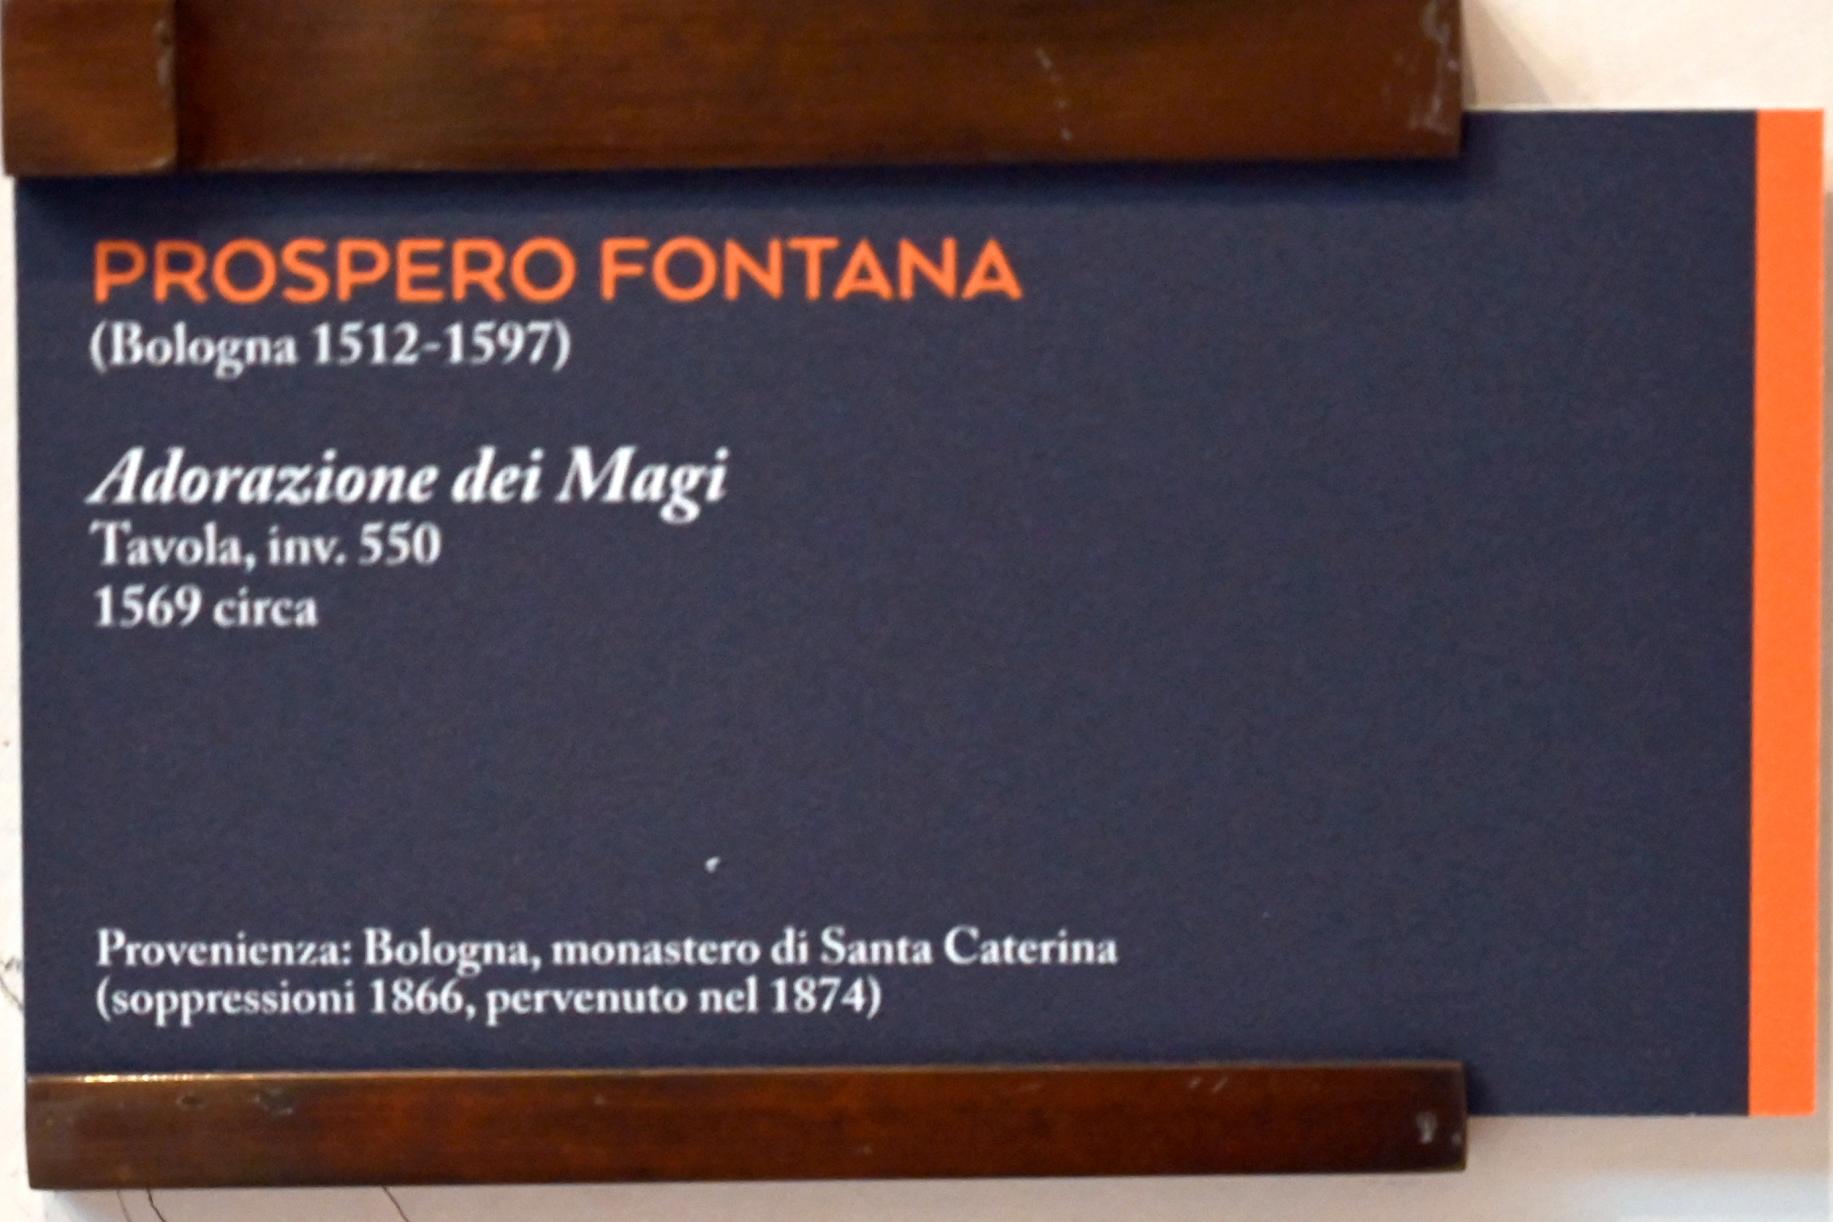 PROSPERO FONTANA
(Bologna 1512-1597)
Adorazione dei Magi
Tavola, inv. 550
1569 circa
Provenienza: Bologna, monastero di Santa Caterina
(soppressioni 1866, pervenuto nel 1874)